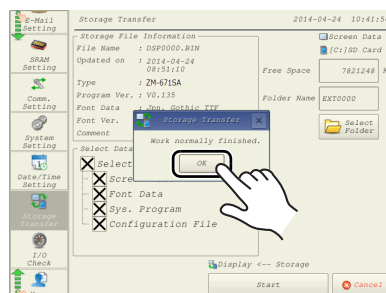 E-Mail
Setting
SRAM
Setting
Comm.
Setting
System
Setting
Date/Time
Setting
Storage
Transfer
I/O
Check
Storage Transfer
2014-04-24 10:41:5
Storage File Information
File Name : DSP0000.BIN
Updated on : 2014-04-24
08:51:10
Type : ZM-671SA
Program Ver. : V0.135
Font Data : Jpn. Gothic TTF
Font Ver.
Comment
Screen Data
[C:]SD Card
Free Space 7821248
Folder Name EXT0000
Select
Folder
Storage Transfer
Work normally finished.
OK
Select Data
Select
Scre
Font Data
Sys. Program
Configuration File
Display <-- Storage
Start
Cancel